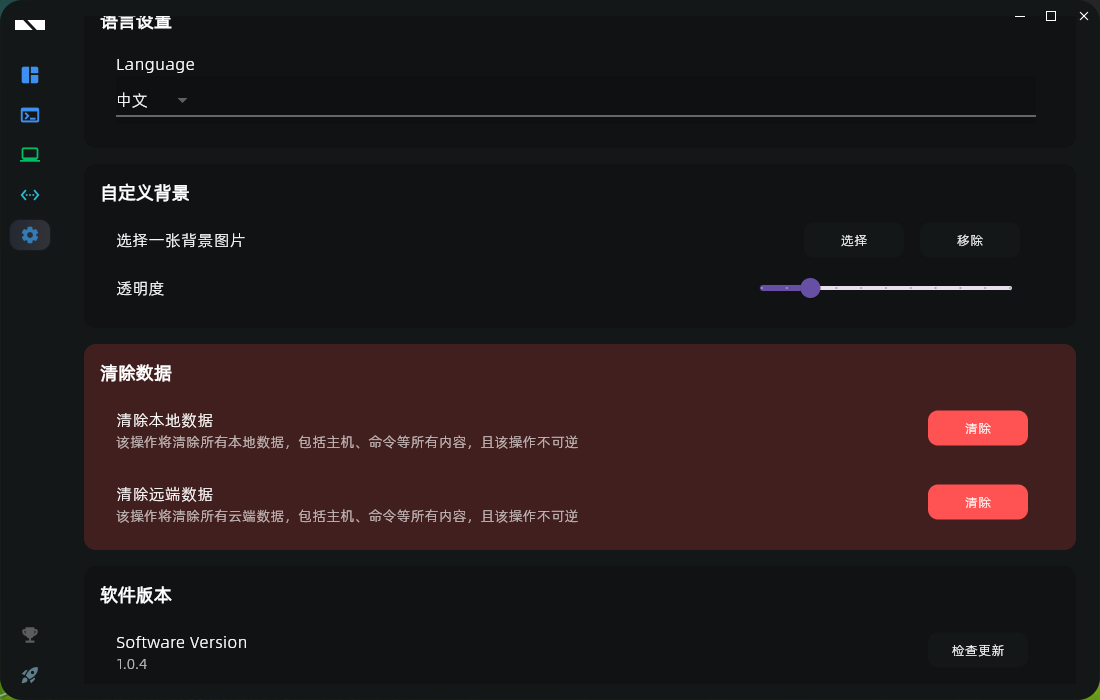 语言设置
Language
中文
自定义背景
选择一张背景图片
选择
移除
透明度
清除数据
清除本地数据
该操作将清除所有本地数据，包括主机、命令等所有内容，且该操作不可逆
清除
清除远端数据
该操作将清除所有云端数据，包括主机、命令等所有内容，且该操作不可逆
清除
软件版本
Software Version
1.0.4
检查更新